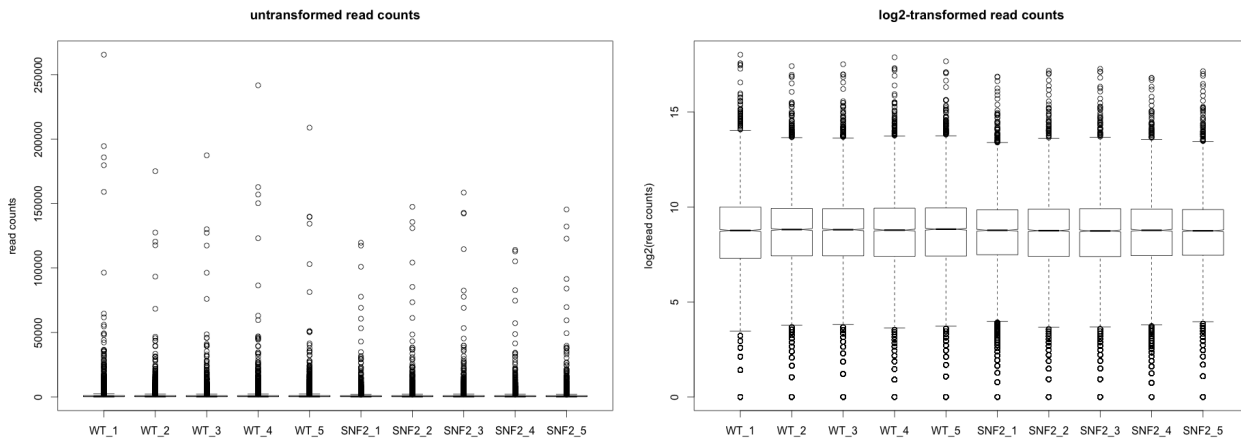 untransformed read counts
read counts
250000
200000
150000
100000
50000
0
WT_1 WT_2 WT_3 WT_4 WT_5 SNF2_1 SNF2_2 SNF2_3 SNF2_4 SNF2_5
log2-transformed read counts
log2(read counts)
15
10
5
0
WT_1 WT_2 WT_3 WT_4 WT_5 SNF2_1 SNF2_2 SNF2_3 SNF2_4 SNF2_5